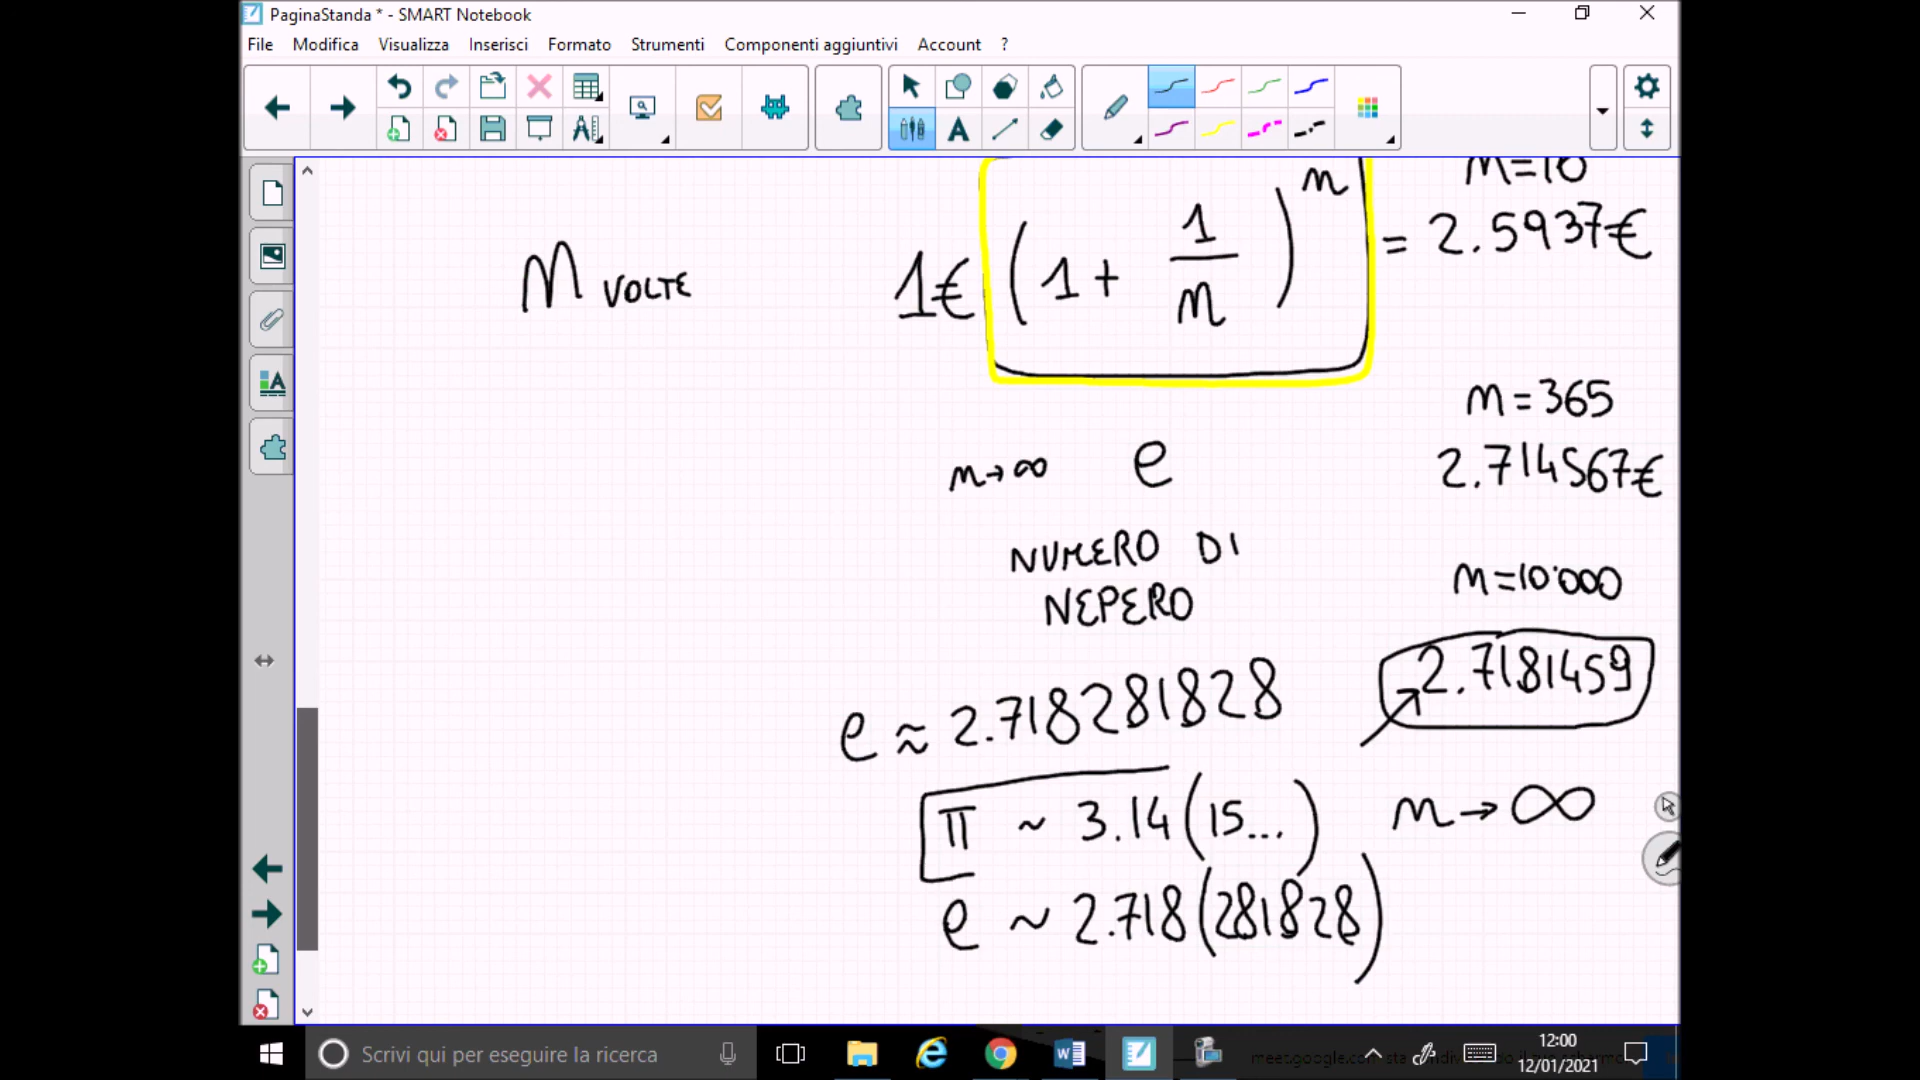 PaginaStanda * - SMART Notebook
File Modifica Visualizza Inserisci Formato Strumenti Componenti aggiuntivi Account ?
n=10
n VOLTE 1€ (1 + 1/n)^n = 2.5937€
n=365
n→∞ e 2.714567€
NUMERO DI
NEPERO
n=10'000
2.7181459
e ≈ 2.718281828
π ~ 3.14(15...) n→∞
e ~ 2.718(281828)
Scrivi qui per eseguire la ricerca
12:00
12/01/2021